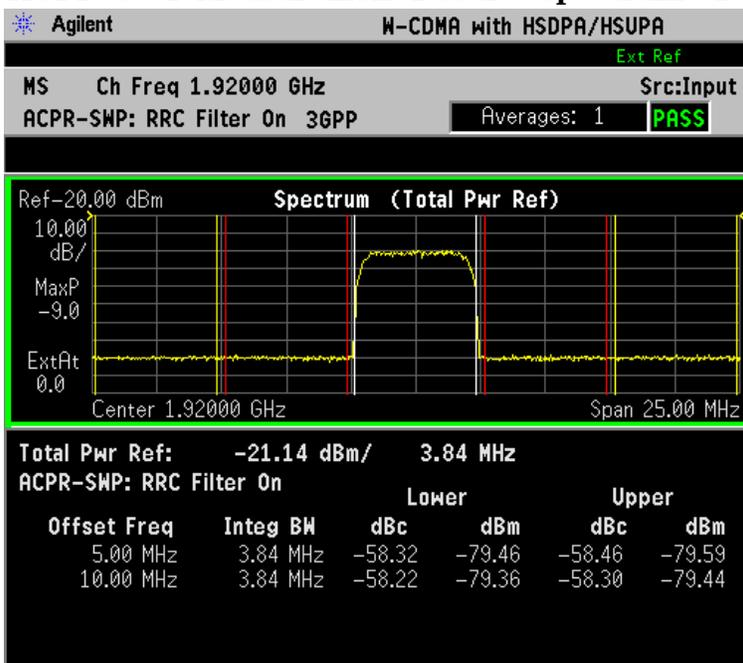 Agilent W-CDMA with HSDPA/HSUPA
Ext Ref
MS Ch Freq 1.92000 GHz Src:Input
ACPR-SWP: RRC Filter On 3GPP Averages: 1 PASS
Ref-20.00 dBm Spectrum (Total Pwr Ref)
10.00
dB/
MaxP
-9.0
ExtAt
0.0
Center 1.92000 GHz Span 25.00 MHz
Total Pwr Ref: -21.14 dBm/ 3.84 MHz
ACPR-SWP: RRC Filter On
Lower Upper
Offset Freq Integ BW dBc dBm dBc dBm
5.00 MHz 3.84 MHz -58.32 -79.46 -58.46 -79.59
10.00 MHz 3.84 MHz -58.22 -79.36 -58.30 -79.44